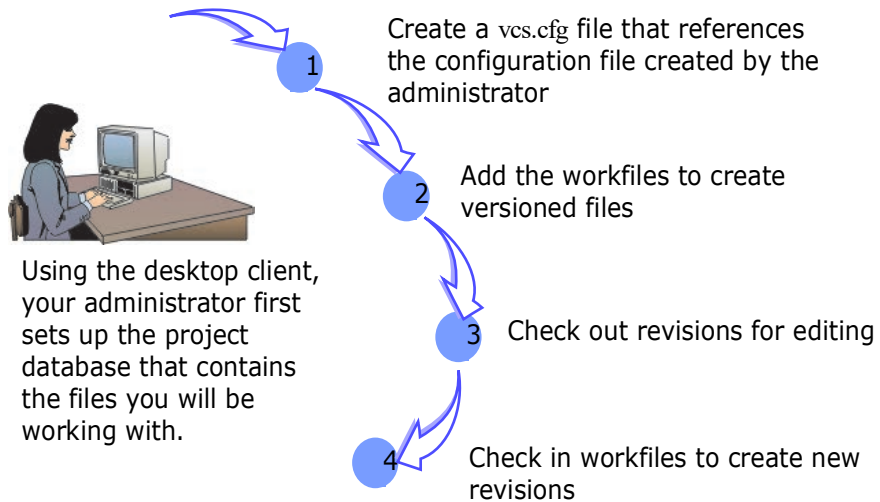 1
Create a vcs.cfg file that references
the configuration file created by the
administrator
2
Add the workfiles to create
versioned files
Using the desktop client,
your administrator first
sets up the project
database that contains
the files you will be
working with.
3
Check out revisions for editing
4
Check in workfiles to create new
revisions